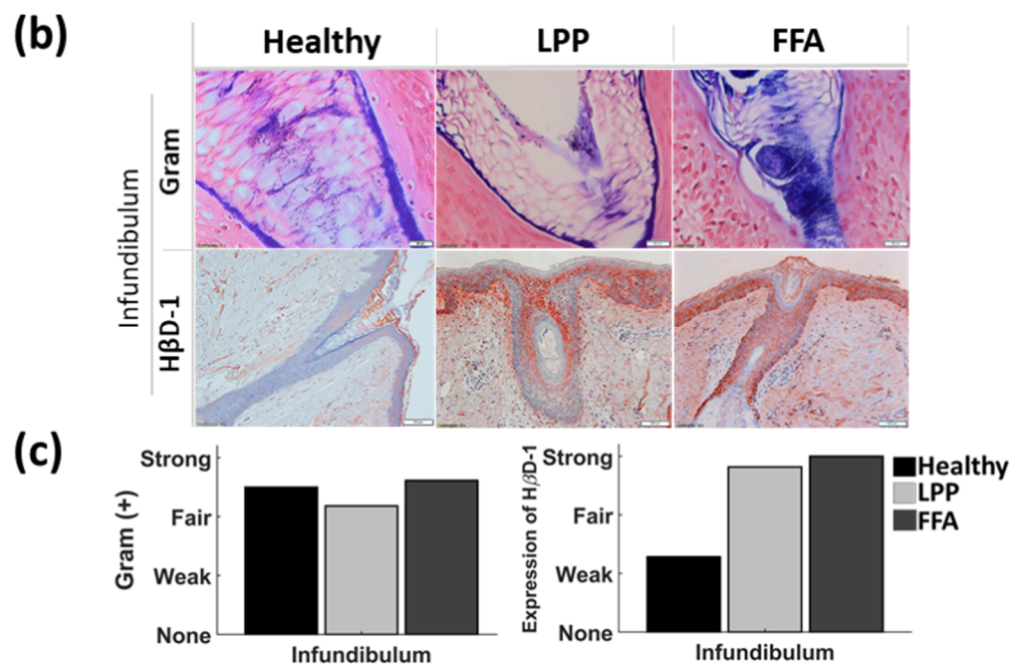 (b)
Healthy LPP FFA
Infundibulum
Gram
HβD-1
(c)
Gram (+)
Strong
Fair
Weak
None
Infundibulum
Expression of HβD-1
Strong
Fair
Weak
None
Infundibulum
Healthy
LPP
FFA